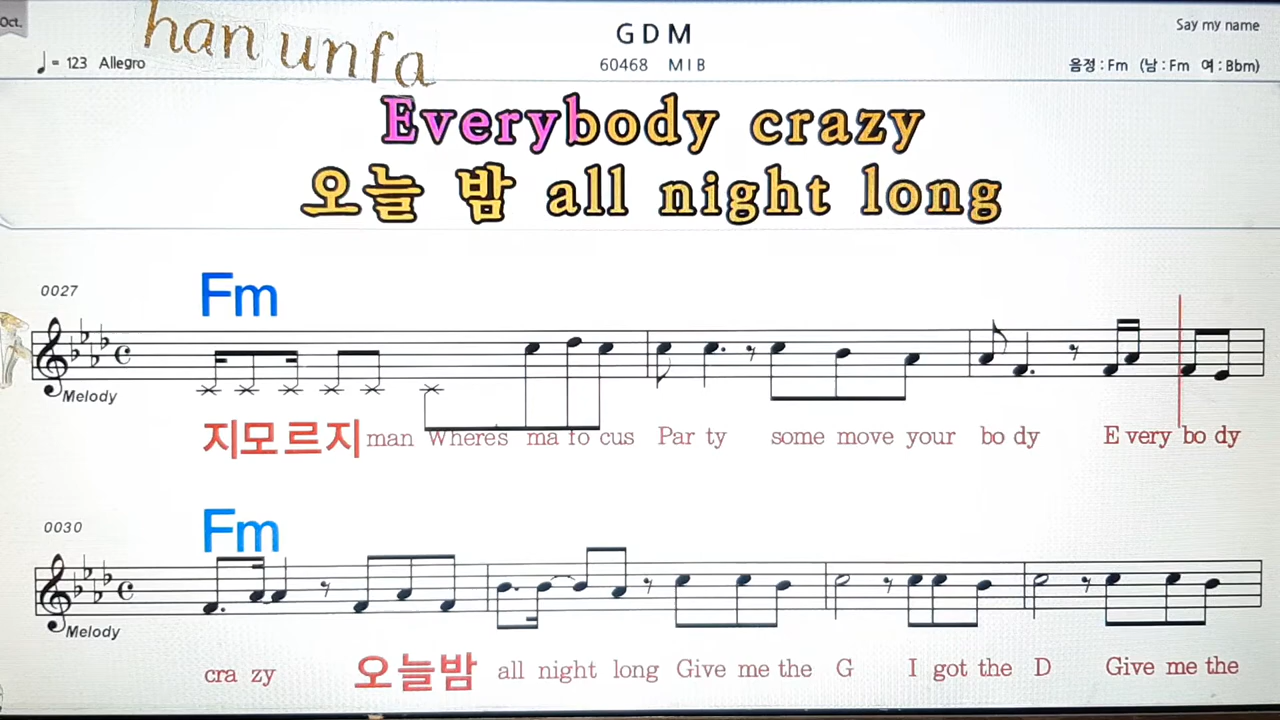 Oct.
han unfa
GDM
Say my name
♩= 123 Allegro
60468 MIB
음정 : Fm (남 : Fm 여 : Bbm)
Everybody crazy
오늘 밤 all night long
Fm
0027
Melody
지모르지 man Where's ma fo cus Par ty some move your bo dy E very bo dy
Fm
0030
Melody
cra zy 오늘밤 all night long Give me the G I got the D Give me the